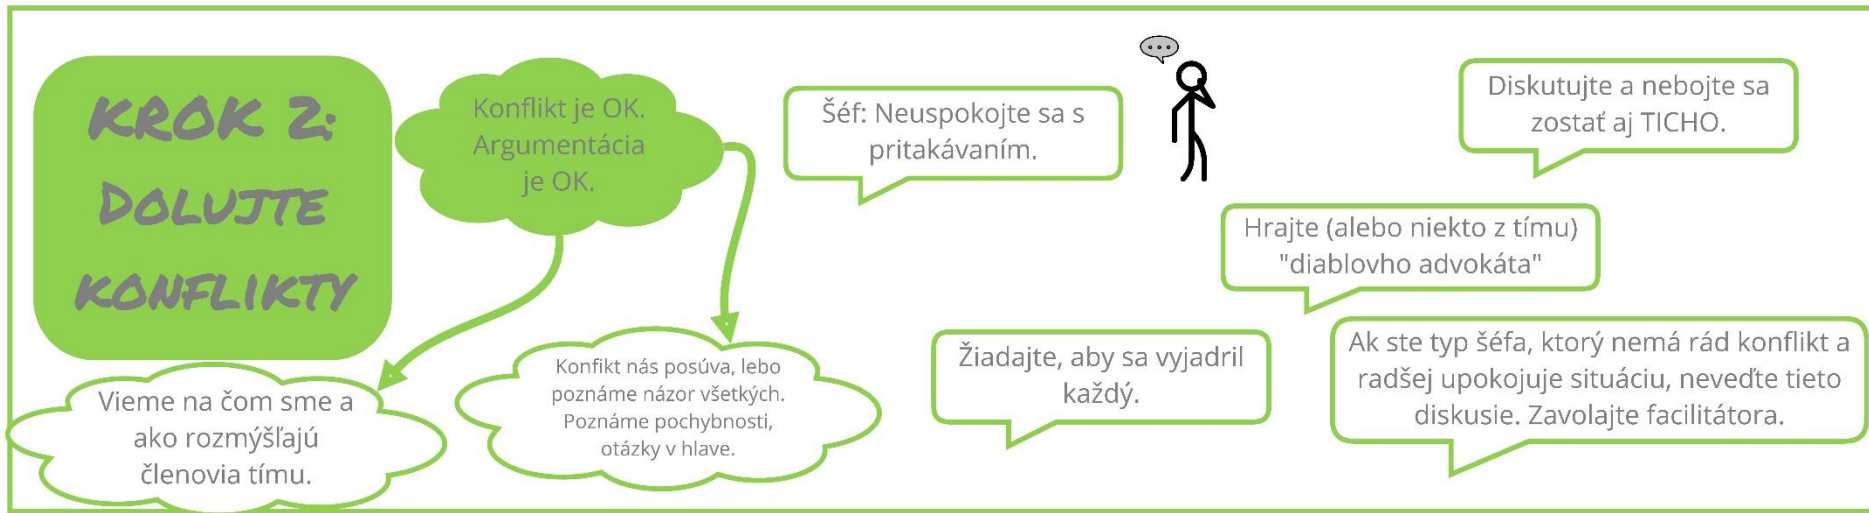 KROK 2:
DOLUJTE
KONFLIKTY
Konflikt je OK.
Argumentácia
je OK.
Vieme na čom sme a
ako rozmýšľajú
členovia tímu.
Konfikt nás posúva, lebo
poznáme názor všetkých.
Poznáme pochybnosti,
otázky v hlave.
Šéf: Neuspokojte sa s
pritakávaním.
Diskutujte a nebojte sa
zostať aj TICHO.
Hrajte (alebo niekto z tímu)
"diablovho advokáta"
Žiadajte, aby sa vyjadril
každý.
Ak ste typ šéfa, ktorý nemá rád konflikt a
radšej upokojuje situáciu, neveďte tieto
diskusie. Zavolajte facilitátora.